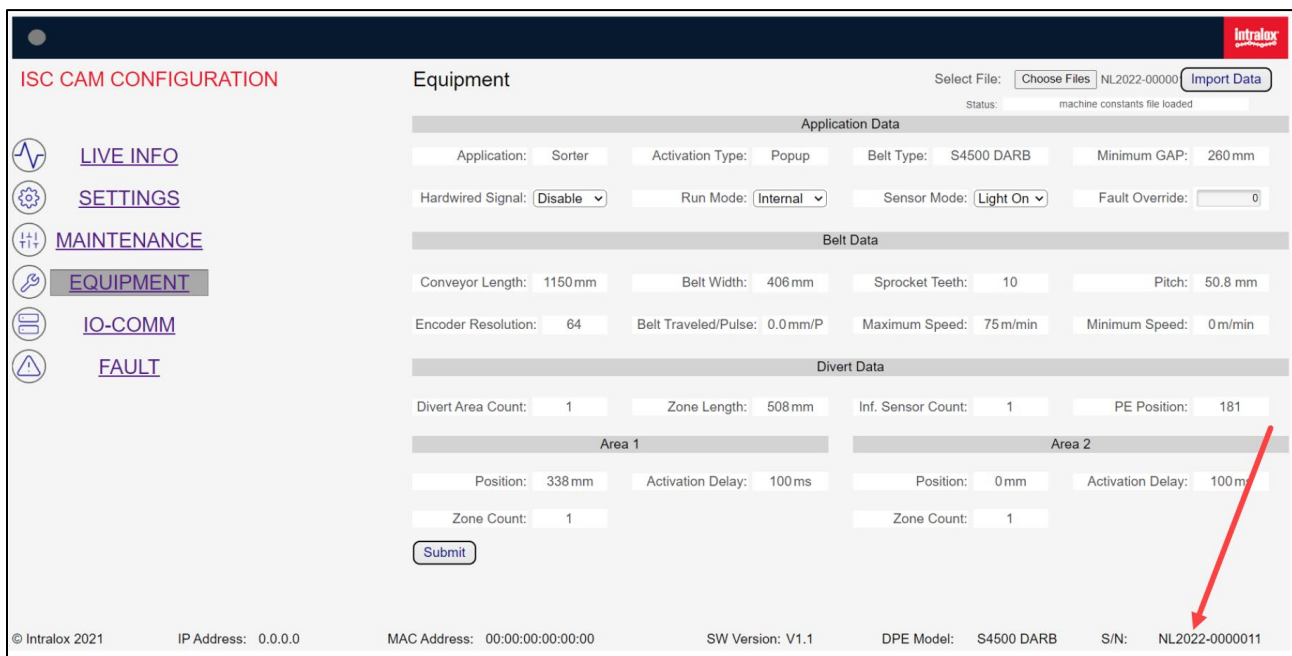 intralox
ISC CAM CONFIGURATION
Equipment
Select File: Choose Files NL2022-00000 Import Data
Status: machine constants file loaded
Application Data
LIVE INFO
Application: Sorter Activation Type: Popup Belt Type: S4500 DARB Minimum GAP: 260 mm
SETTINGS
Hardwired Signal: Disable Run Mode: Internal Sensor Mode: Light On Fault Override: 0
MAINTENANCE
Belt Data
EQUIPMENT
Conveyor Length: 1150 mm Belt Width: 406 mm Sprocket Teeth: 10 Pitch: 50.8 mm
IO-COMM
Encoder Resolution: 64 Belt Traveled/Pulse: 0.0 mm/P Maximum Speed: 75 m/min Minimum Speed: 0 m/min
FAULT
Divert Data
Divert Area Count: 1 Zone Length: 508 mm Inf. Sensor Count: 1 PE Position: 181
Area 1 Area 2
Position: 338 mm Activation Delay: 100 ms Position: 0 mm Activation Delay: 100 ms
Zone Count: 1 Zone Count: 1
Submit
© Intralox 2021 IP Address: 0.0.0.0 MAC Address: 00:00:00:00:00:00 SW Version: V1.1 DPE Model: S4500 DARB S/N: NL2022-0000011